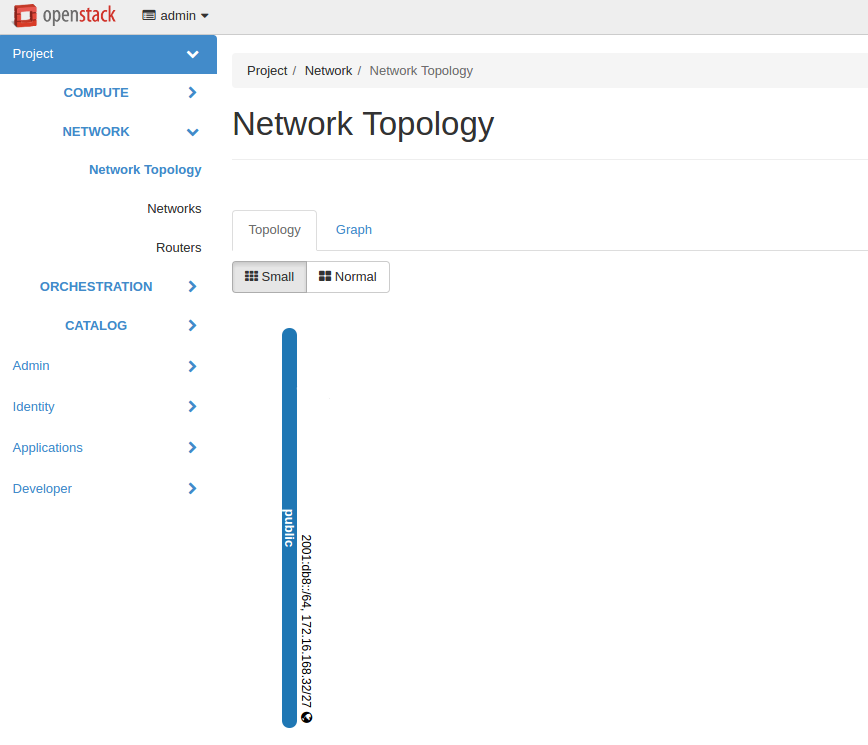 openstack admin
Project
COMPUTE
NETWORK
Network Topology
Networks
Routers
ORCHESTRATION
CATALOG
Admin
Identity
Applications
Developer
Project / Network / Network Topology
Network Topology
Topology Graph
Small Normal
public
2001:db8::/64, 172.16.168.32/27